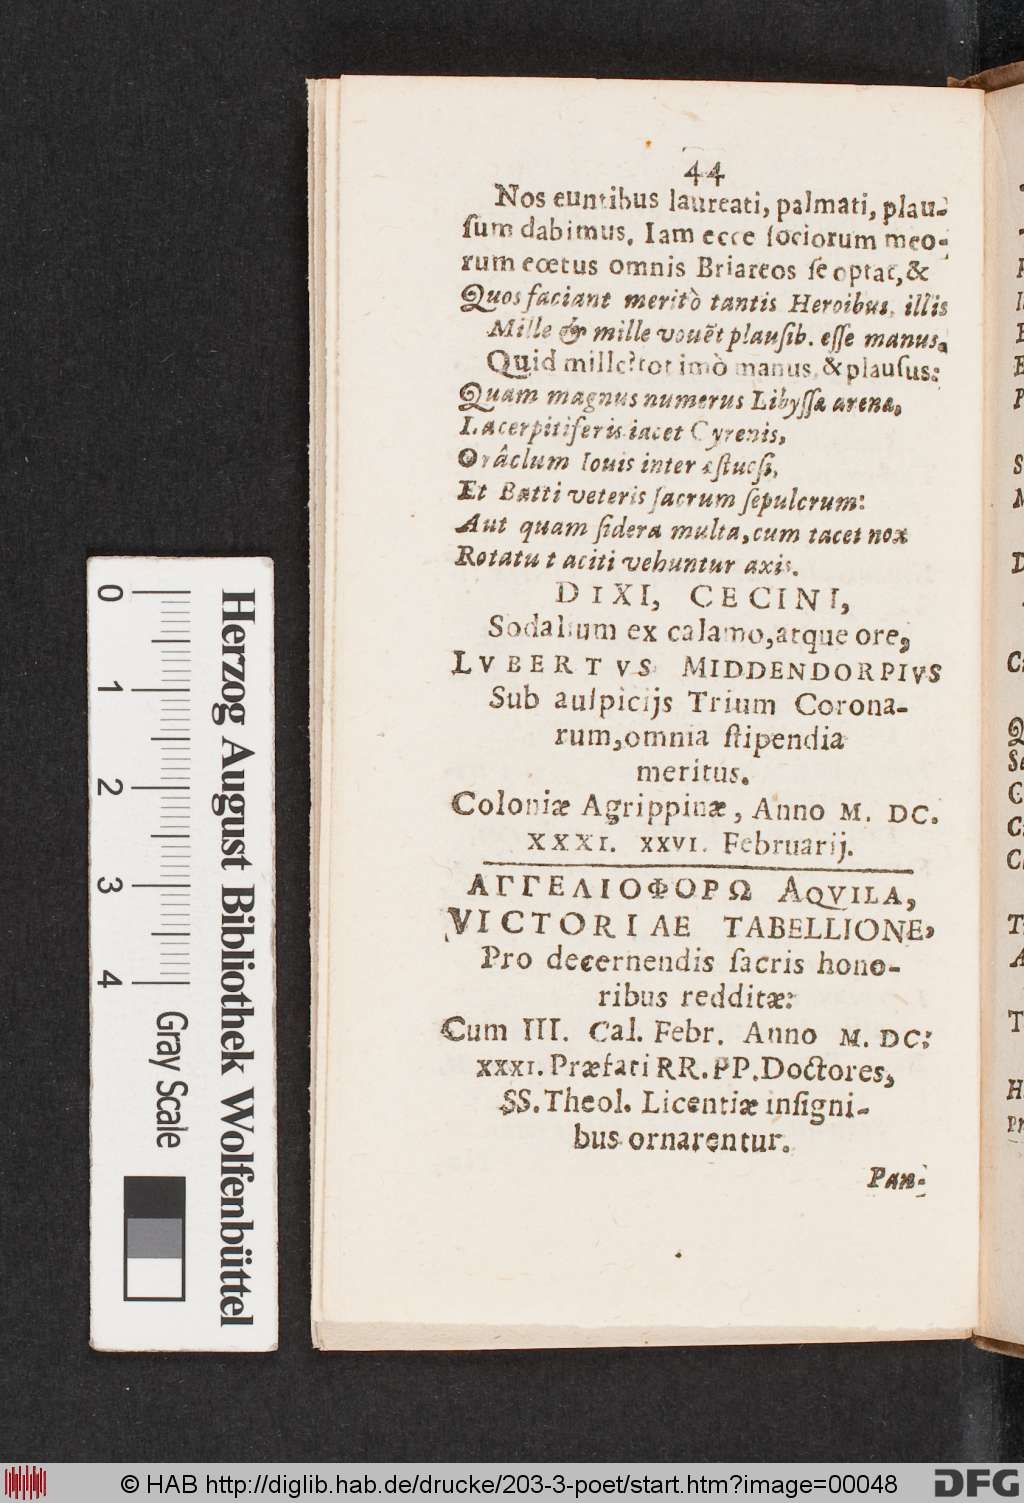 44
Nos euntibus laureati, palmati, plau-
ſum dabimus. Iam ecce ſociorum meo-
rum cœtus omnis Briareos ſe optat, &
Quos faciant meritò tantis Heroibus, illis
Mille & mille vouẽt plauſib. eſſe manus.
Quid mille? tot imò manus, & plauſus:
Quam magnus numerus Libyſſæ arenæ,
Lacerpitiferis iacet Cyrenis,
Orâclum Iouis inter æſtuoſi,
Et Batti veteris ſacrum ſepulcrum:
Aut quam ſidera multa, cum tacet nox
Rotatu t aciti vehuntur axis.
DIXI, CECINI,
Sodalium ex calamo, atque ore,
LVBERTVS MIDDENDORPIVS
Sub auſpicijs Trium Corona-
rum, omnia ſtipendia
meritus.
Coloniæ Agrippinæ, Anno M. DC.
XXXI. XXVI. Februarij.
ΑΓΓΕΛΙΟΦΟΡΩ AQVILA,
VICTORIAE TABELLIONE,
Pro decernendis ſacris hono-
ribus redditæ:
Cum III. Cal. Febr. Anno M. DC:
XXXI. Præfati RR. PP. Doctores,
SS. Theol. Licentiæ inſigni-
bus ornarentur.
Pan-
Herzog August Bibliothek Wolfenbüttel
0 1 2 3 4 Gray Scale
© HAB http://diglib.hab.de/drucke/203-3-poet/start.htm?image=00048
DFG